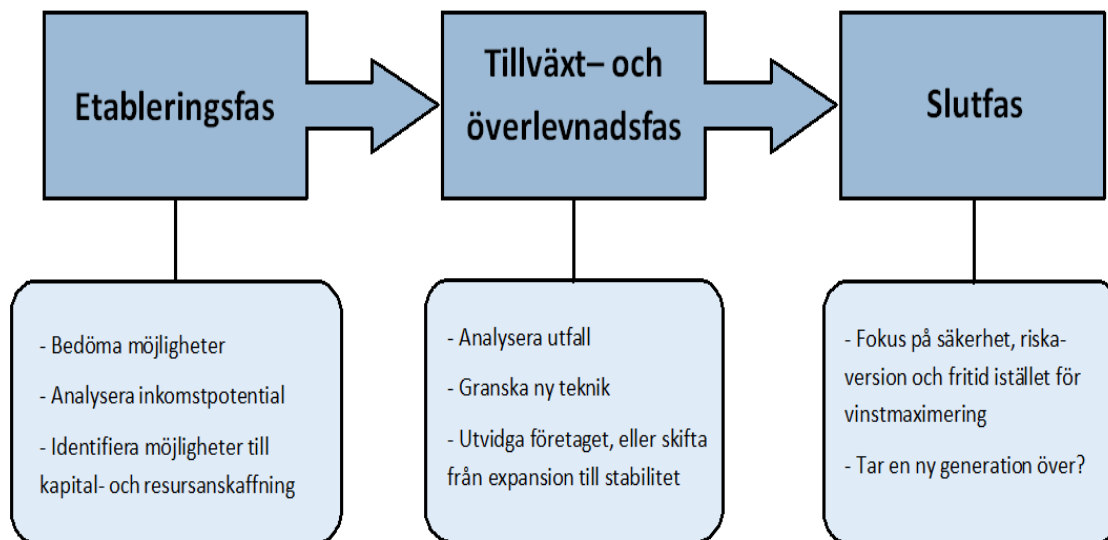 Etableringsfas
Tillväxt– och
överlevnadsfas
Slutfas
- Bedöma möjligheter
- Analysera inkomstpotential
- Identifiera möjligheter till
kapital- och resursanskaffning
- Analysera utfall
- Granska ny teknik
- Utvidga företaget, eller skifta
från expansion till stabilitet
- Fokus på säkerhet, riska-
version och fritid istället för
vinstmaximering
- Tar en ny generation över?